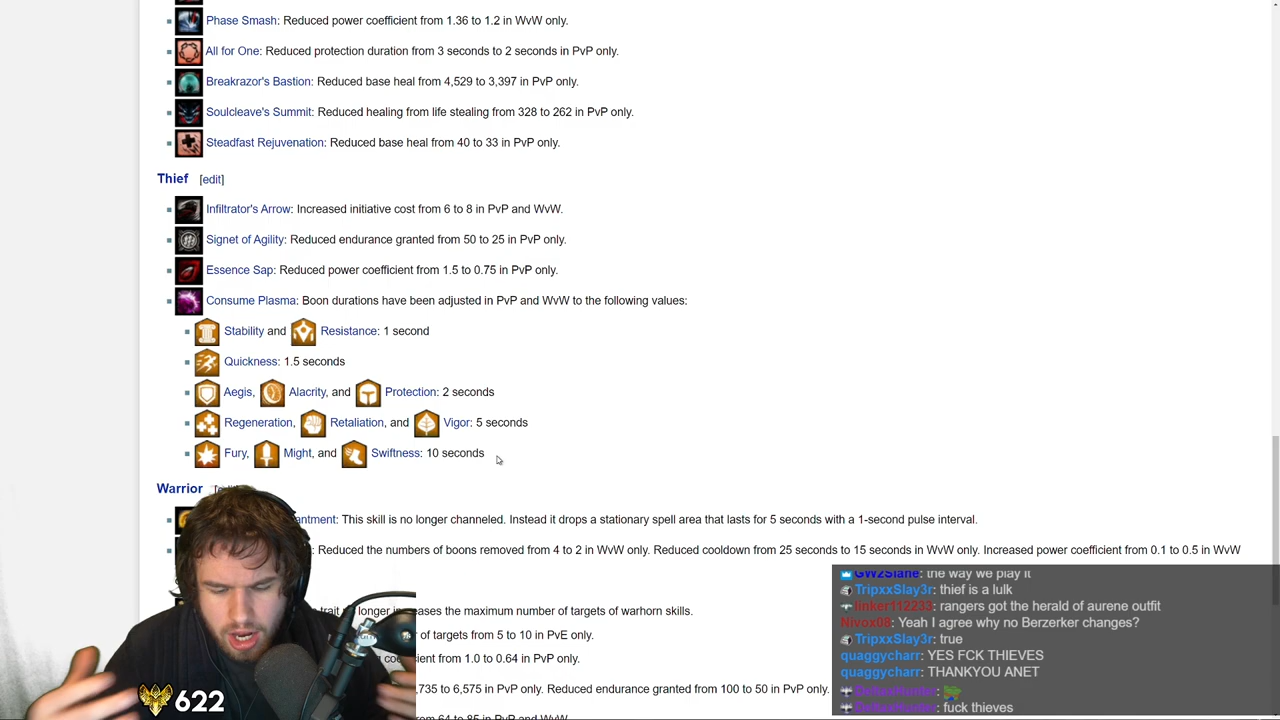 Phase Smash: Reduced power coefficient from 1.36 to 1.2 in WvW only.
All for One: Reduced protection duration from 3 seconds to 2 seconds in PvP only.
Breakrazor's Bastion: Reduced base heal from 4,529 to 3,397 in PvP only.
Soulcleave's Summit: Reduced healing from life stealing from 328 to 262 in PvP only.
Steadfast Rejuvenation: Reduced base heal from 40 to 33 in PvP only.
Thief [edit]
Infiltrator's Arrow: Increased initiative cost from 6 to 8 in PvP and WvW.
Signet of Agility: Reduced endurance granted from 50 to 25 in PvP only.
Essence Sap: Reduced power coefficient from 1.5 to 0.75 in PvP only.
Consume Plasma: Boon durations have been adjusted in PvP and WvW to the following values:
Stability and Resistance: 1 second
Quickness: 1.5 seconds
Aegis, Alacrity, and Protection: 2 seconds
Regeneration, Retaliation, and Vigor: 5 seconds
Fury, Might, and Swiftness: 10 seconds
Warrior
antment: This skill is no longer channeled. Instead it drops a stationary spell area that lasts for 5 seconds with a 1-second pulse interval.
: Reduced the numbers of boons removed from 4 to 2 in WvW only. Reduced cooldown from 25 seconds to 15 seconds in WvW only. Increased power coefficient from 0.1 to 0.5 in WvW
trait no longer increases the maximum number of targets of warhorn skills.
of targets from 5 to 10 in PvE only.
coefficient from 1.0 to 0.64 in PvP only.
,735 to 6,575 in PvP only. Reduced endurance granted from 100 to 50 in PvP only.
from 64 to 85 in PvP and WvW
GW2Slane: the way we play it
TripxxSlay3r: thief is a lulk
linker112233: rangers got the herald of aurene outfit
Nivox08: Yeah I agree why no Berzerker changes?
TripxxSlay3r: true
quaggycharr: YES FCK THIEVES
quaggycharr: THANKYOU ANET
fuck thieves
622